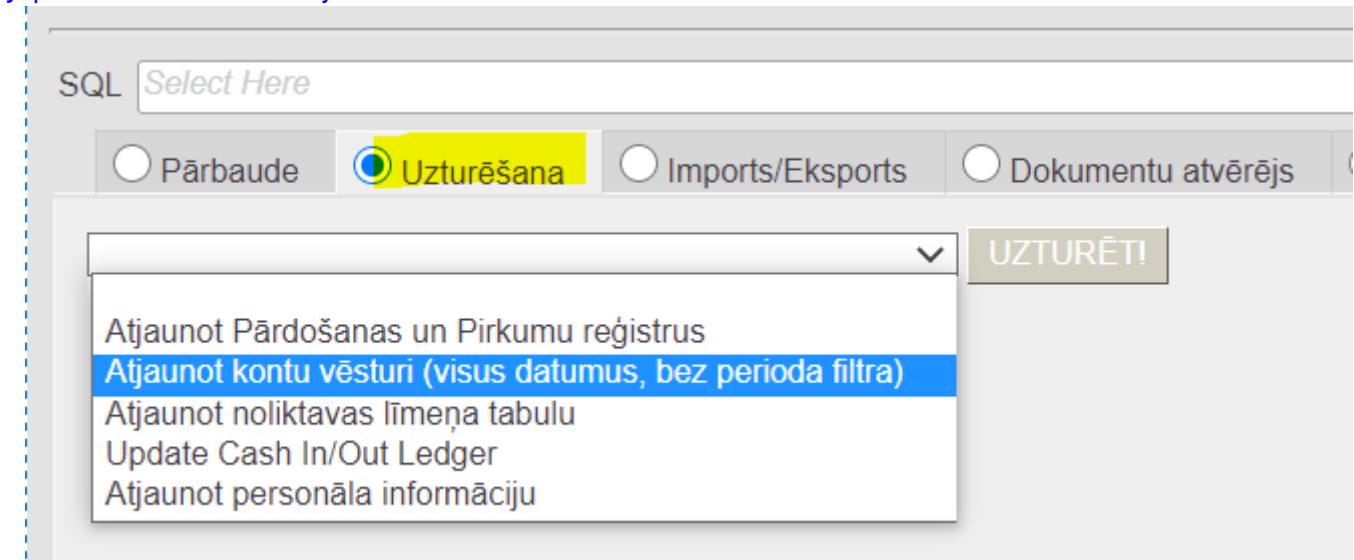 SQL Select Here
Pārbaude Uzturēšana Imports/Eksports Dokumentu atvērējs
UZTURĒT!
Atjaunot Pārdošanas un Pirkumu reģistrus
Atjaunot kontu vēsturi (visus datumus, bez perioda filtra)
Atjaunot noliktavas līmeņa tabulu
Update Cash In/Out Ledger
Atjaunot personāla informāciju